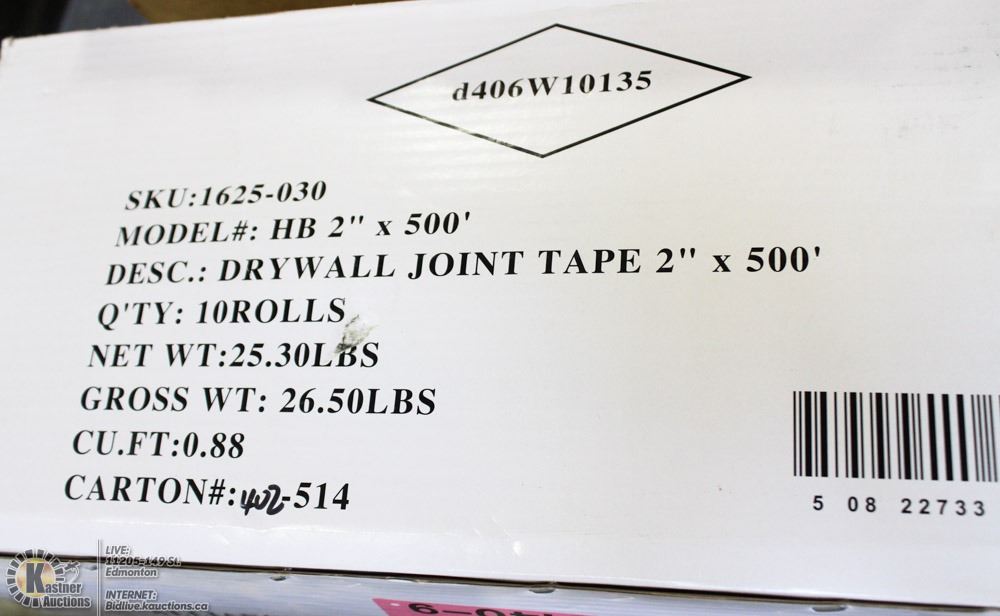 d406W10135
SKU:1625-030
MODEL#: HB 2" x 500'
DESC.: DRYWALL JOINT TAPE 2" x 500'
Q'TY: 10ROLLS
NET WT:25.30LBS
GROSS WT: 26.50LBS
CU.FT:0.88
CARTON#:402-514
5 08 22733
Kastner
Auctions
LIVE:
11205-149 St.
Edmonton
INTERNET:
Bidlive.kauctions.ca